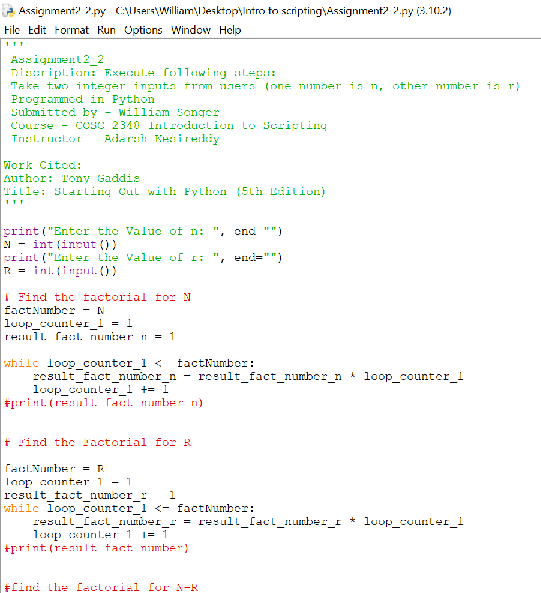 Assignment2-2.py - C:\Users\William\Desktop\Intro to scripting\Assignment2-2.py (3.10.2)
File Edit Format Run Options Window Help
'''
Assignment2_2
Discription: Execute following steps:
Take two integer inputs from users (one number is n, other number is r)
Programmed in Python
Submitted by - William Songer
Course - COSC 2348 Introduction to Scripting
Instructor - Adarsh Kesireddy
Work Cited:
Author: Tony Gaddis
Title: Starting Out with Python (5th Edition)
'''
print("Enter the Value of n: ", end="")
N = int(input())
print("Enter the Value of r: ", end="")
R = int(input())
# Find the factorial for N
factNumber = N
loop_counter_1 = 1
result_fact_number_n = 1
while loop_counter_1 <= factNumber:
result_fact_number_n = result_fact_number_n * loop_counter_1
loop_counter_1 += 1
#print(result_fact_number_n)
# Find the Factorial for R
factNumber = R
loop_counter_1 = 1
result_fact_number_r = 1
while loop_counter_1 <= factNumber:
result_fact_number_r = result_fact_number_r * loop_counter_1
loop_counter_1 += 1
#print(result_fact_number)
#find the factorial for N-R